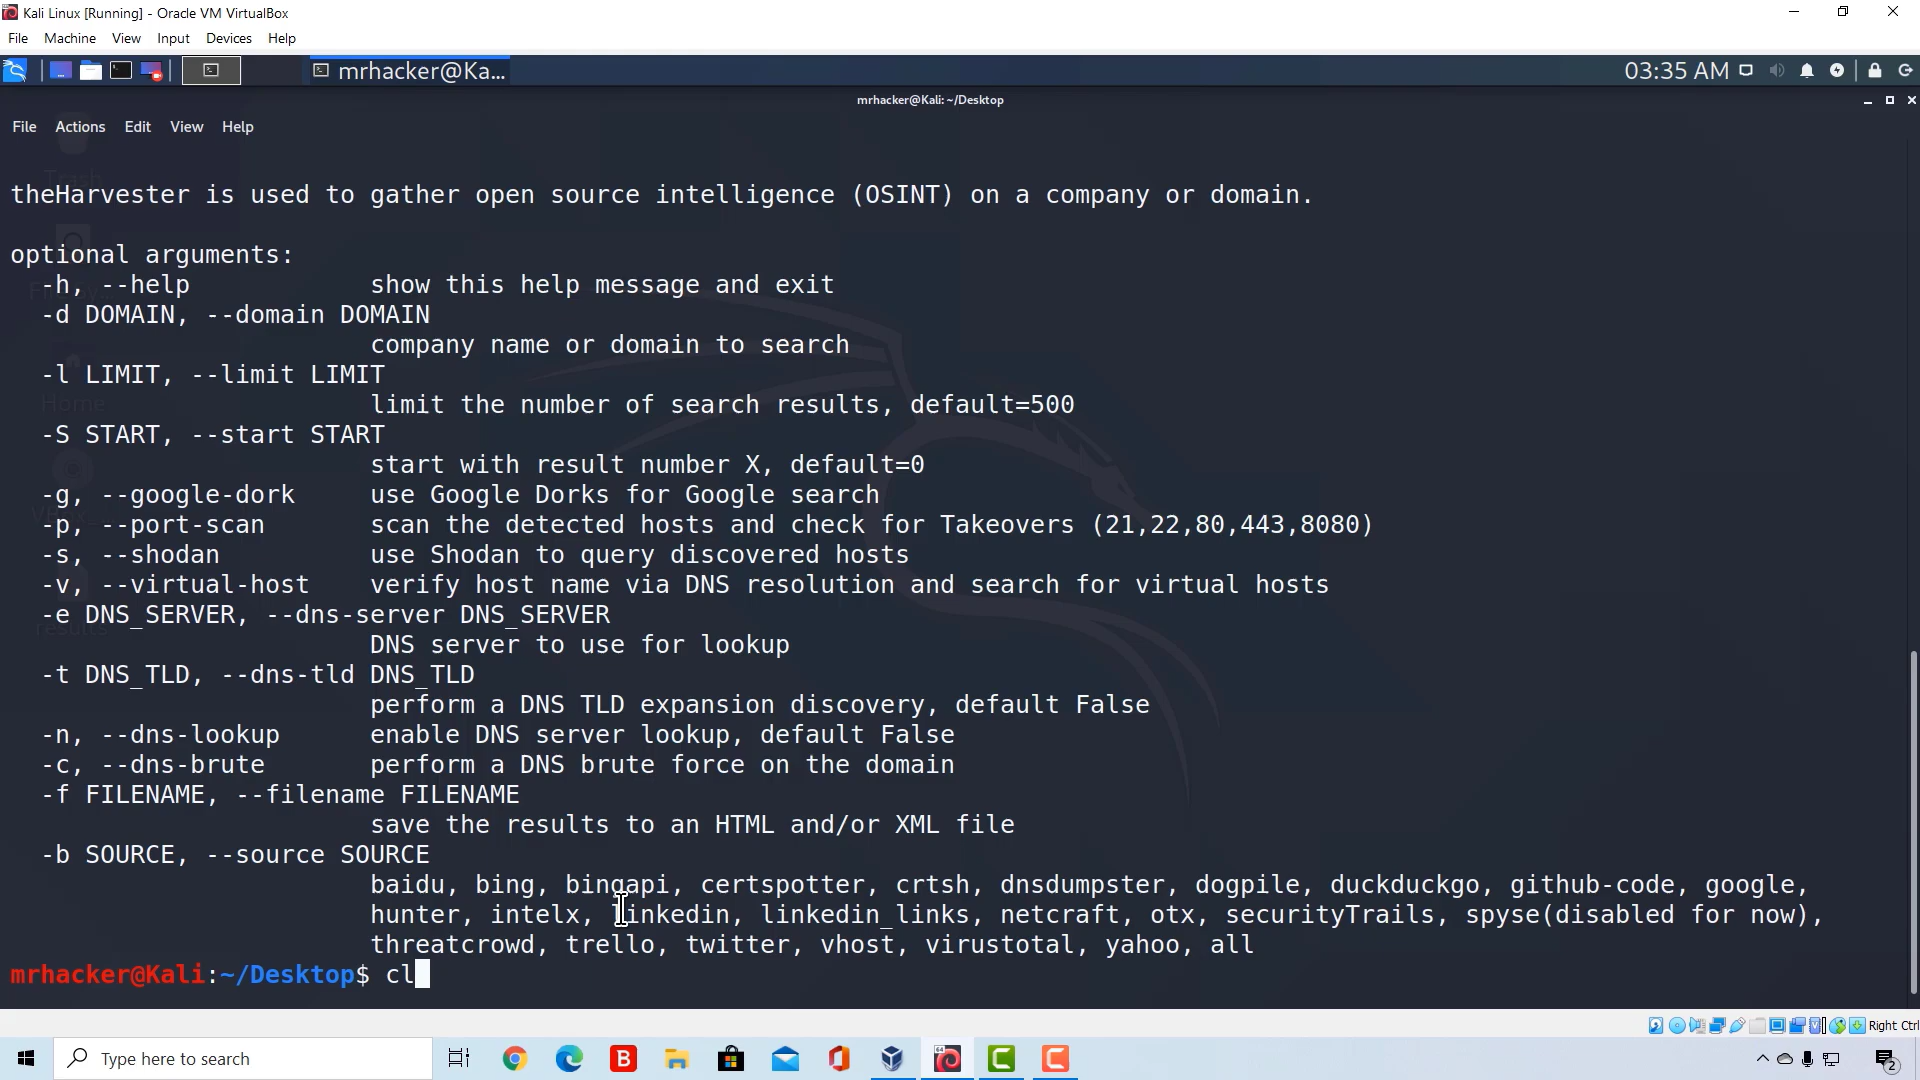 Kali Linux [Running] - Oracle VM VirtualBox
File Machine View Input Devices Help
mrhacker@Ka...
03:35 AM
mrhacker@Kali: ~/Desktop
File Actions Edit View Help
Trash
theHarvester is used to gather open source intelligence (OSINT) on a company or domain.
optional arguments:
-h, --help show this help message and exit
-d DOMAIN, --domain DOMAIN
company name or domain to search
-l LIMIT, --limit LIMIT
Home
limit the number of search results, default=500
-S START, --start START
start with result number X, default=0
-g, --google-dork use Google Dorks for Google search
-p, --port-scan scan the detected hosts and check for Takeovers (21,22,80,443,8080)
-s, --shodan use Shodan to query discovered hosts
-v, --virtual-host verify host name via DNS resolution and search for virtual hosts
-e DNS_SERVER, --dns-server DNS_SERVER
results
DNS server to use for lookup
-t DNS_TLD, --dns-tld DNS_TLD
perform a DNS TLD expansion discovery, default False
-n, --dns-lookup enable DNS server lookup, default False
-c, --dns-brute perform a DNS brute force on the domain
-f FILENAME, --filename FILENAME
save the results to an HTML and/or XML file
-b SOURCE, --source SOURCE
baidu, bing, bingapi, certspotter, crtsh, dnsdumpster, dogpile, duckduckgo, github-code, google,
hunter, intelx, linkedin, linkedin_links, netcraft, otx, securityTrails, spyse(disabled for now),
threatcrowd, trello, twitter, vhost, virustotal, yahoo, all
mrhacker@Kali:~/Desktop$ cl
Right Ctrl
Type here to search
B
2